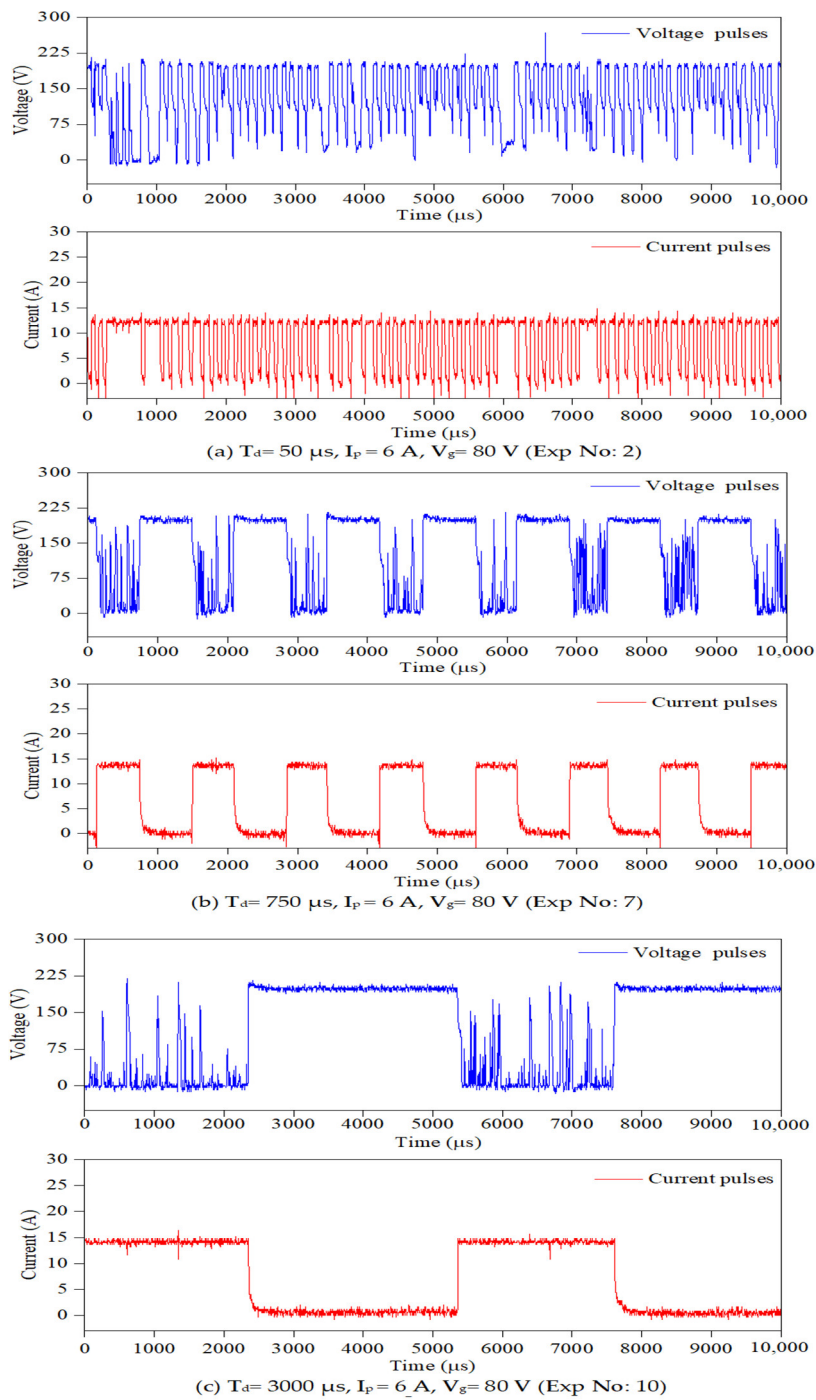 300
225
150
75
0
Voltage (V)
Voltage pulses
0 1000 2000 3000 4000 5000 6000 7000 8000 9000 10,000
Time (µs)
30
25
20
15
10
5
0
Current (A)
Current pulses
0 1000 2000 3000 4000 5000 6000 7000 8000 9000 10,000
Time (µs)
(a) Td= 50 µs, Ip = 6 A, Vg= 80 V (Exp No: 2)
300
225
150
75
0
Voltage (V)
Voltage pulses
0 1000 2000 3000 4000 5000 6000 7000 8000 9000 10,000
Time (µs)
30
25
20
15
10
5
0
Current (A)
Current pulses
0 1000 2000 3000 4000 5000 6000 7000 8000 9000 10,000
Time (µs)
(b) Td= 750 µs, Ip = 6 A, Vg= 80 V (Exp No: 7)
300
225
150
75
0
Voltage (V)
Voltage pulses
0 1000 2000 3000 4000 5000 6000 7000 8000 9000 10,000
Time (µs)
30
25
20
15
10
5
0
Current (A)
Current pulses
0 1000 2000 3000 4000 5000 6000 7000 8000 9000 10,000
Time (µs)
(c) Td= 3000 µs, Ip = 6 A, Vg= 80 V (Exp No: 10)